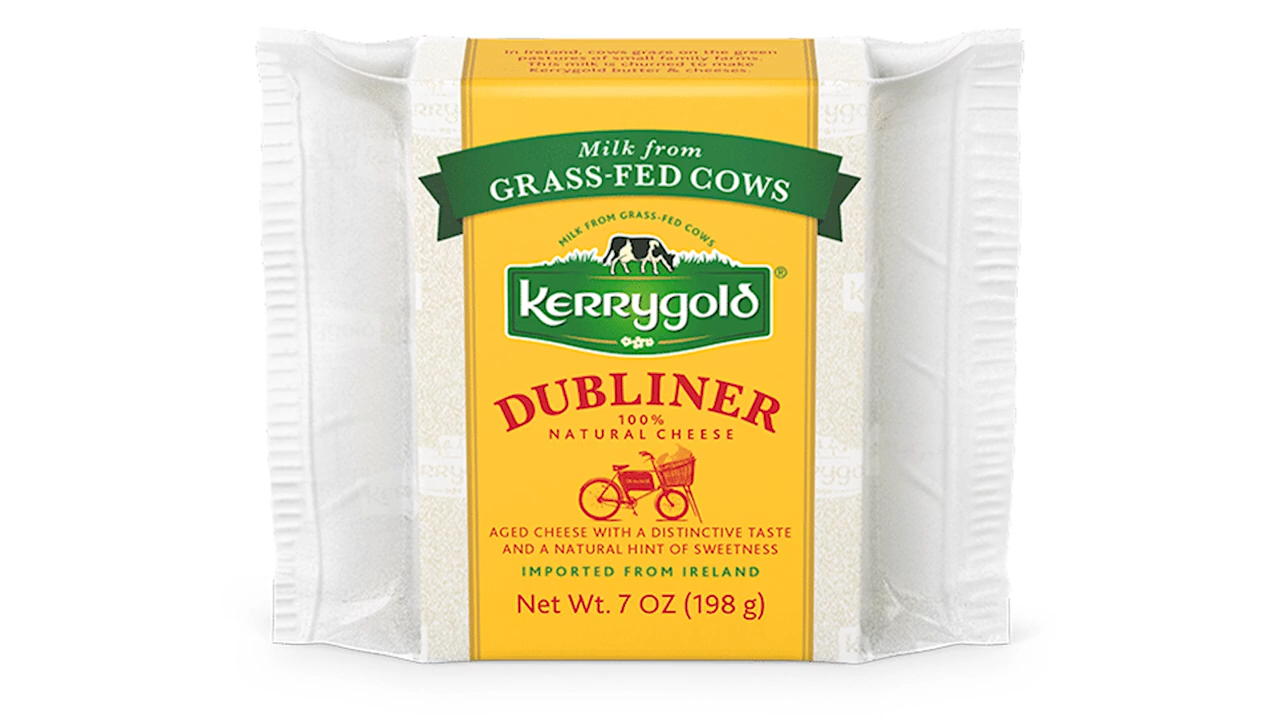 In Ireland, cows graze on the green
pastures of small family farms.
This milk is churned to make
Kerrygold butter & cheeses.
Milk from
GRASS-FED COWS
MILK FROM GRASS-FED COWS
Kerrygold®
DUBLINER
100%
NATURAL CHEESE
AGED CHEESE WITH A DISTINCTIVE TASTE
AND A NATURAL HINT OF SWEETNESS
IMPORTED FROM IRELAND
Net Wt. 7 OZ (198 g)